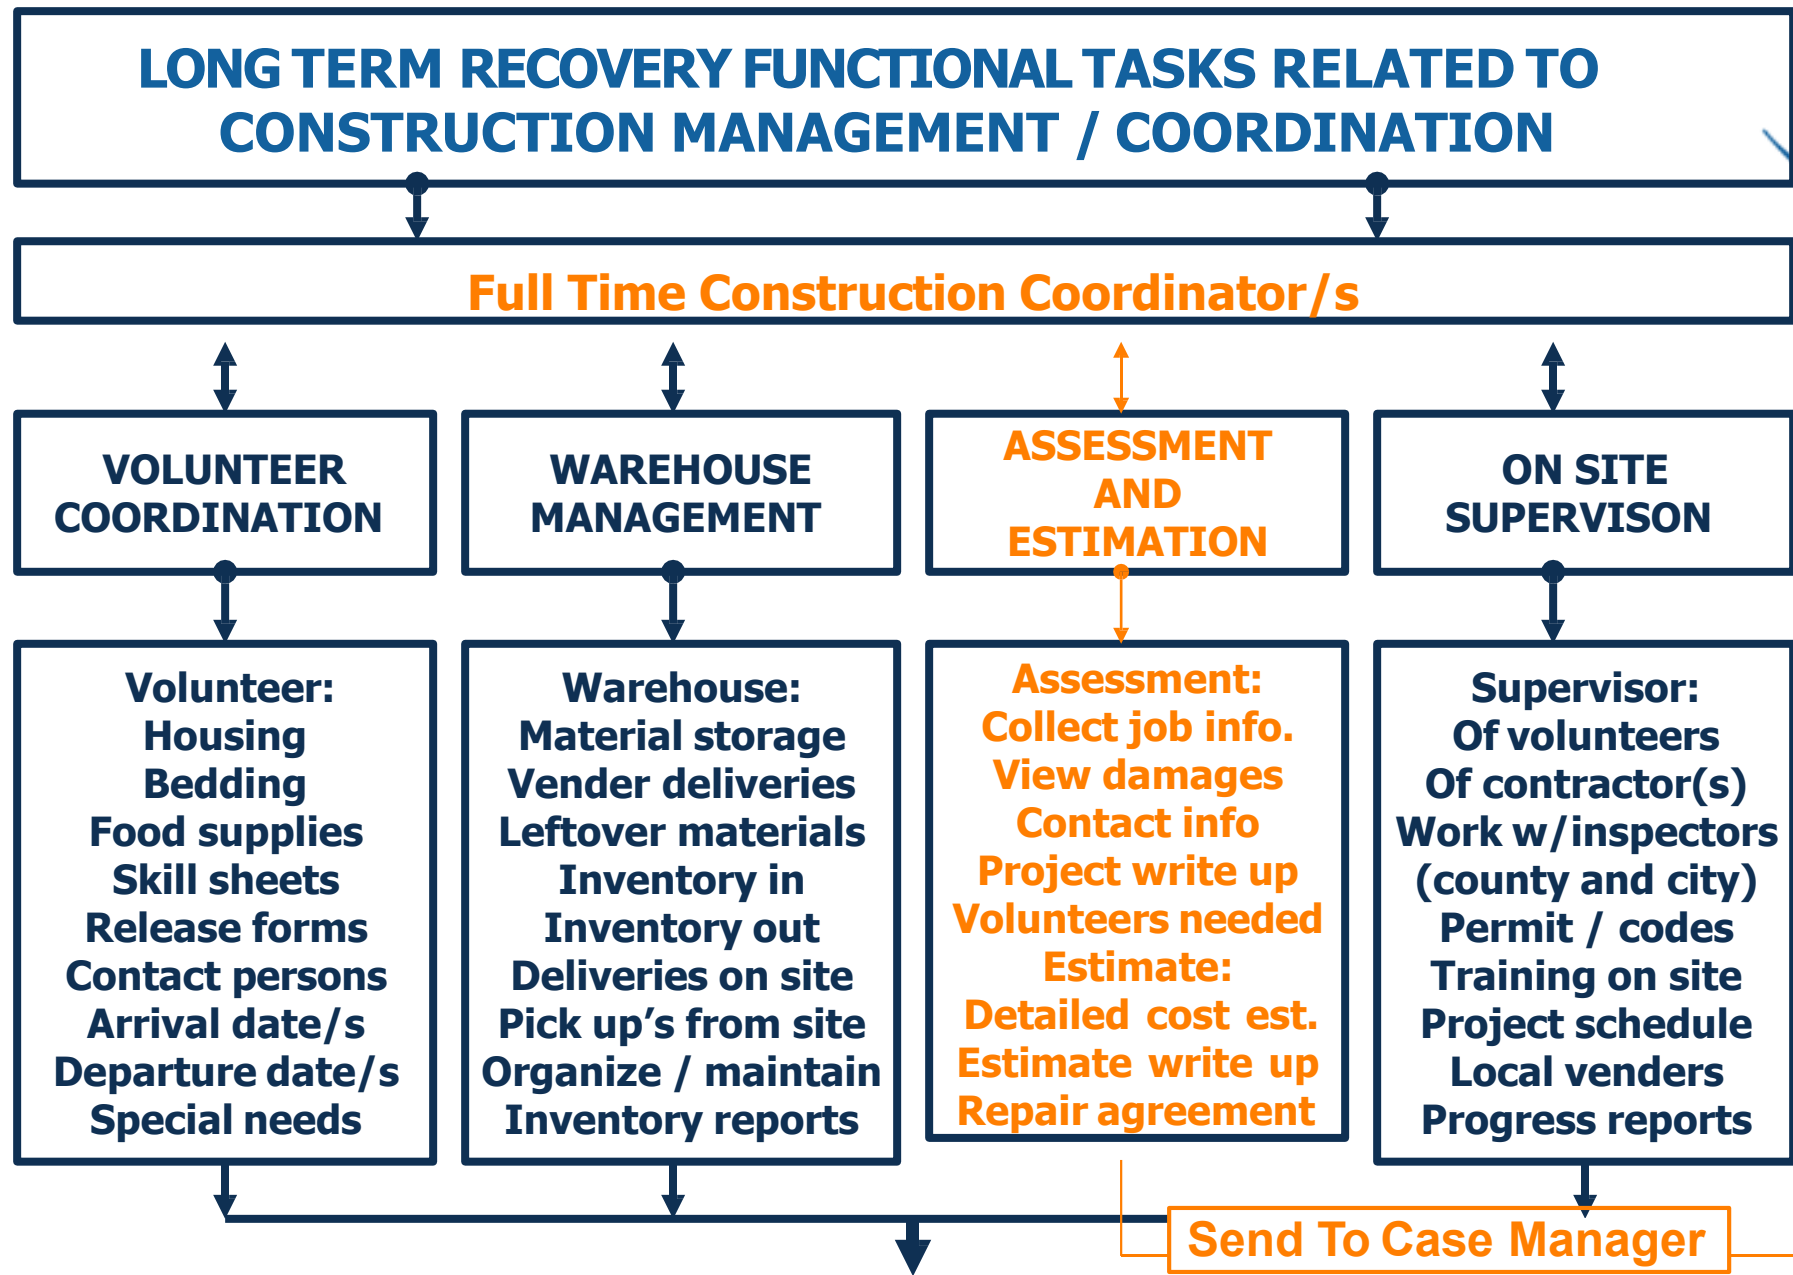 LONG TERM RECOVERY FUNCTIONAL TASKS RELATED TO
CONSTRUCTION MANAGEMENT / COORDINATION
Full Time Construction Coordinator/s
VOLUNTEER
COORDINATION
WAREHOUSE
MANAGEMENT
ASSESSMENT
AND
ESTIMATION
ON SITE
SUPERVISON
Volunteer:
Housing
Bedding
Food supplies
Skill sheets
Release forms
Contact persons
Arrival date/s
Departure date/s
Special needs
Warehouse:
Material storage
Vender deliveries
Leftover materials
Inventory in
Inventory out
Deliveries on site
Pick up’s from site
Organize / maintain
Inventory reports
Assessment:
Collect job info.
View damages
Contact info
Project write up
Volunteers needed
Estimate:
Detailed cost est.
Estimate write up
Repair agreement
Supervisor:
Of volunteers
Of contractor(s)
Work w/inspectors
(county and city)
Permit / codes
Training on site
Project schedule
Local venders
Progress reports
Send To Case Manager